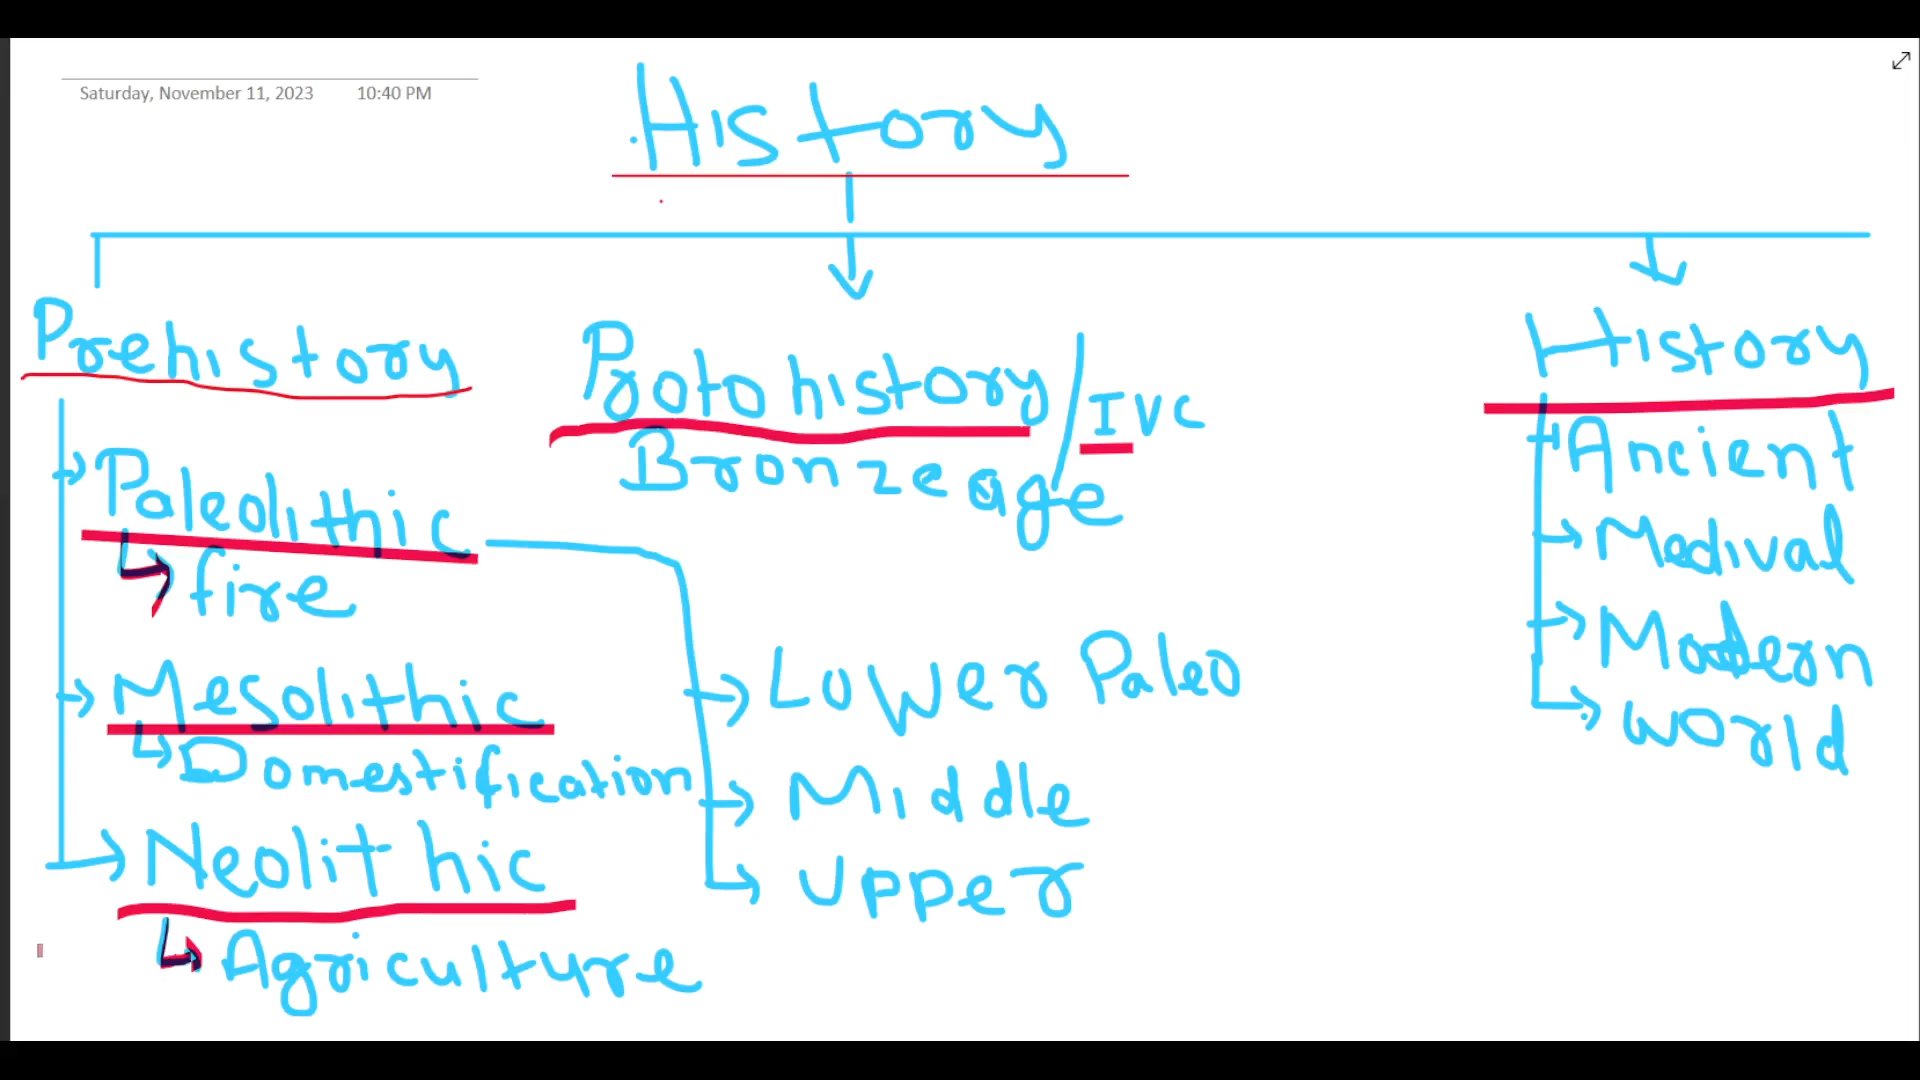 Saturday, November 11, 2023 10:40 PM
History
Prehistory
Paleolithic
fire
Mesolithic
Domestification
Neolithic
Agriculture
Protohistory / IVC
Bronze age
Lower Paleo
Middle
Upper
History
Ancient
Medival
Modern
World